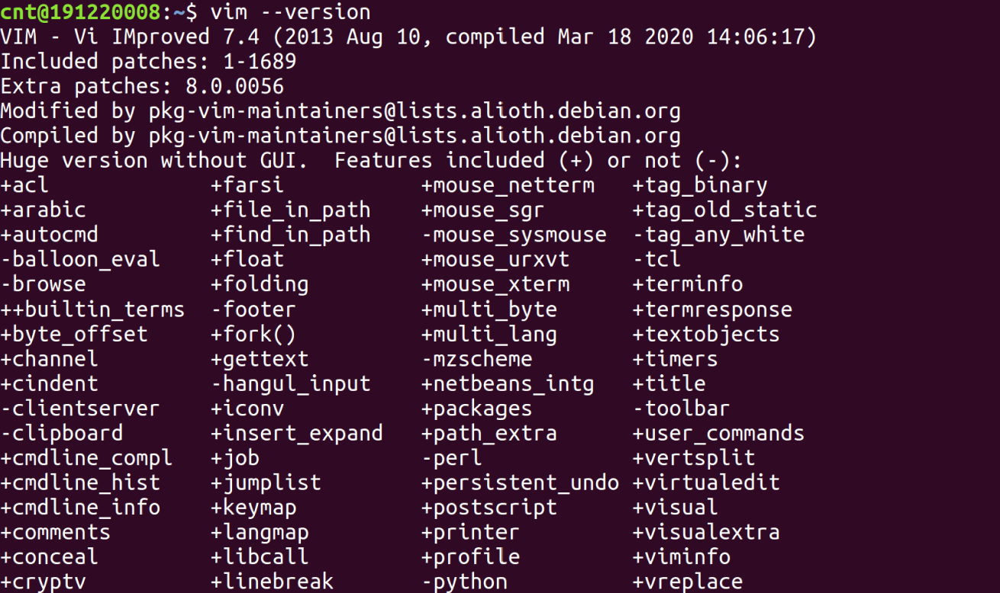 cnt@191220008:~$ vim --version
VIM - Vi IMproved 7.4 (2013 Aug 10, compiled Mar 18 2020 14:06:17)
Included patches: 1-1689
Extra patches: 8.0.0056
Modified by pkg-vim-maintainers@lists.alioth.debian.org
Compiled by pkg-vim-maintainers@lists.alioth.debian.org
Huge version without GUI.  Features included (+) or not (-):
+acl             +farsi           +mouse_netterm   +tag_binary
+arabic          +file_in_path    +mouse_sgr       +tag_old_static
+autocmd         +find_in_path    -mouse_sysmouse  -tag_any_white
-balloon_eval    +float           +mouse_urxvt     -tcl
-browse          +folding         +mouse_xterm     +terminfo
++builtin_terms  -footer          +multi_byte      +termresponse
+byte_offset     +fork()          +multi_lang      +textobjects
+channel         +gettext         -mzscheme        +timers
+cindent         -hangul_input    +netbeans_intg   +title
-clientserver    +iconv           +packages        -toolbar
-clipboard       +insert_expand   +path_extra      +user_commands
+cmdline_compl   +job             -perl            +vertsplit
+cmdline_hist    +jumplist        +persistent_undo +virtualedit
+cmdline_info    +keymap          +postscript      +visual
+comments        +langmap         +printer         +visualextra
+conceal         +libcall         +profile         +viminfo
+cryptv          +linebreak       -python          +vreplace